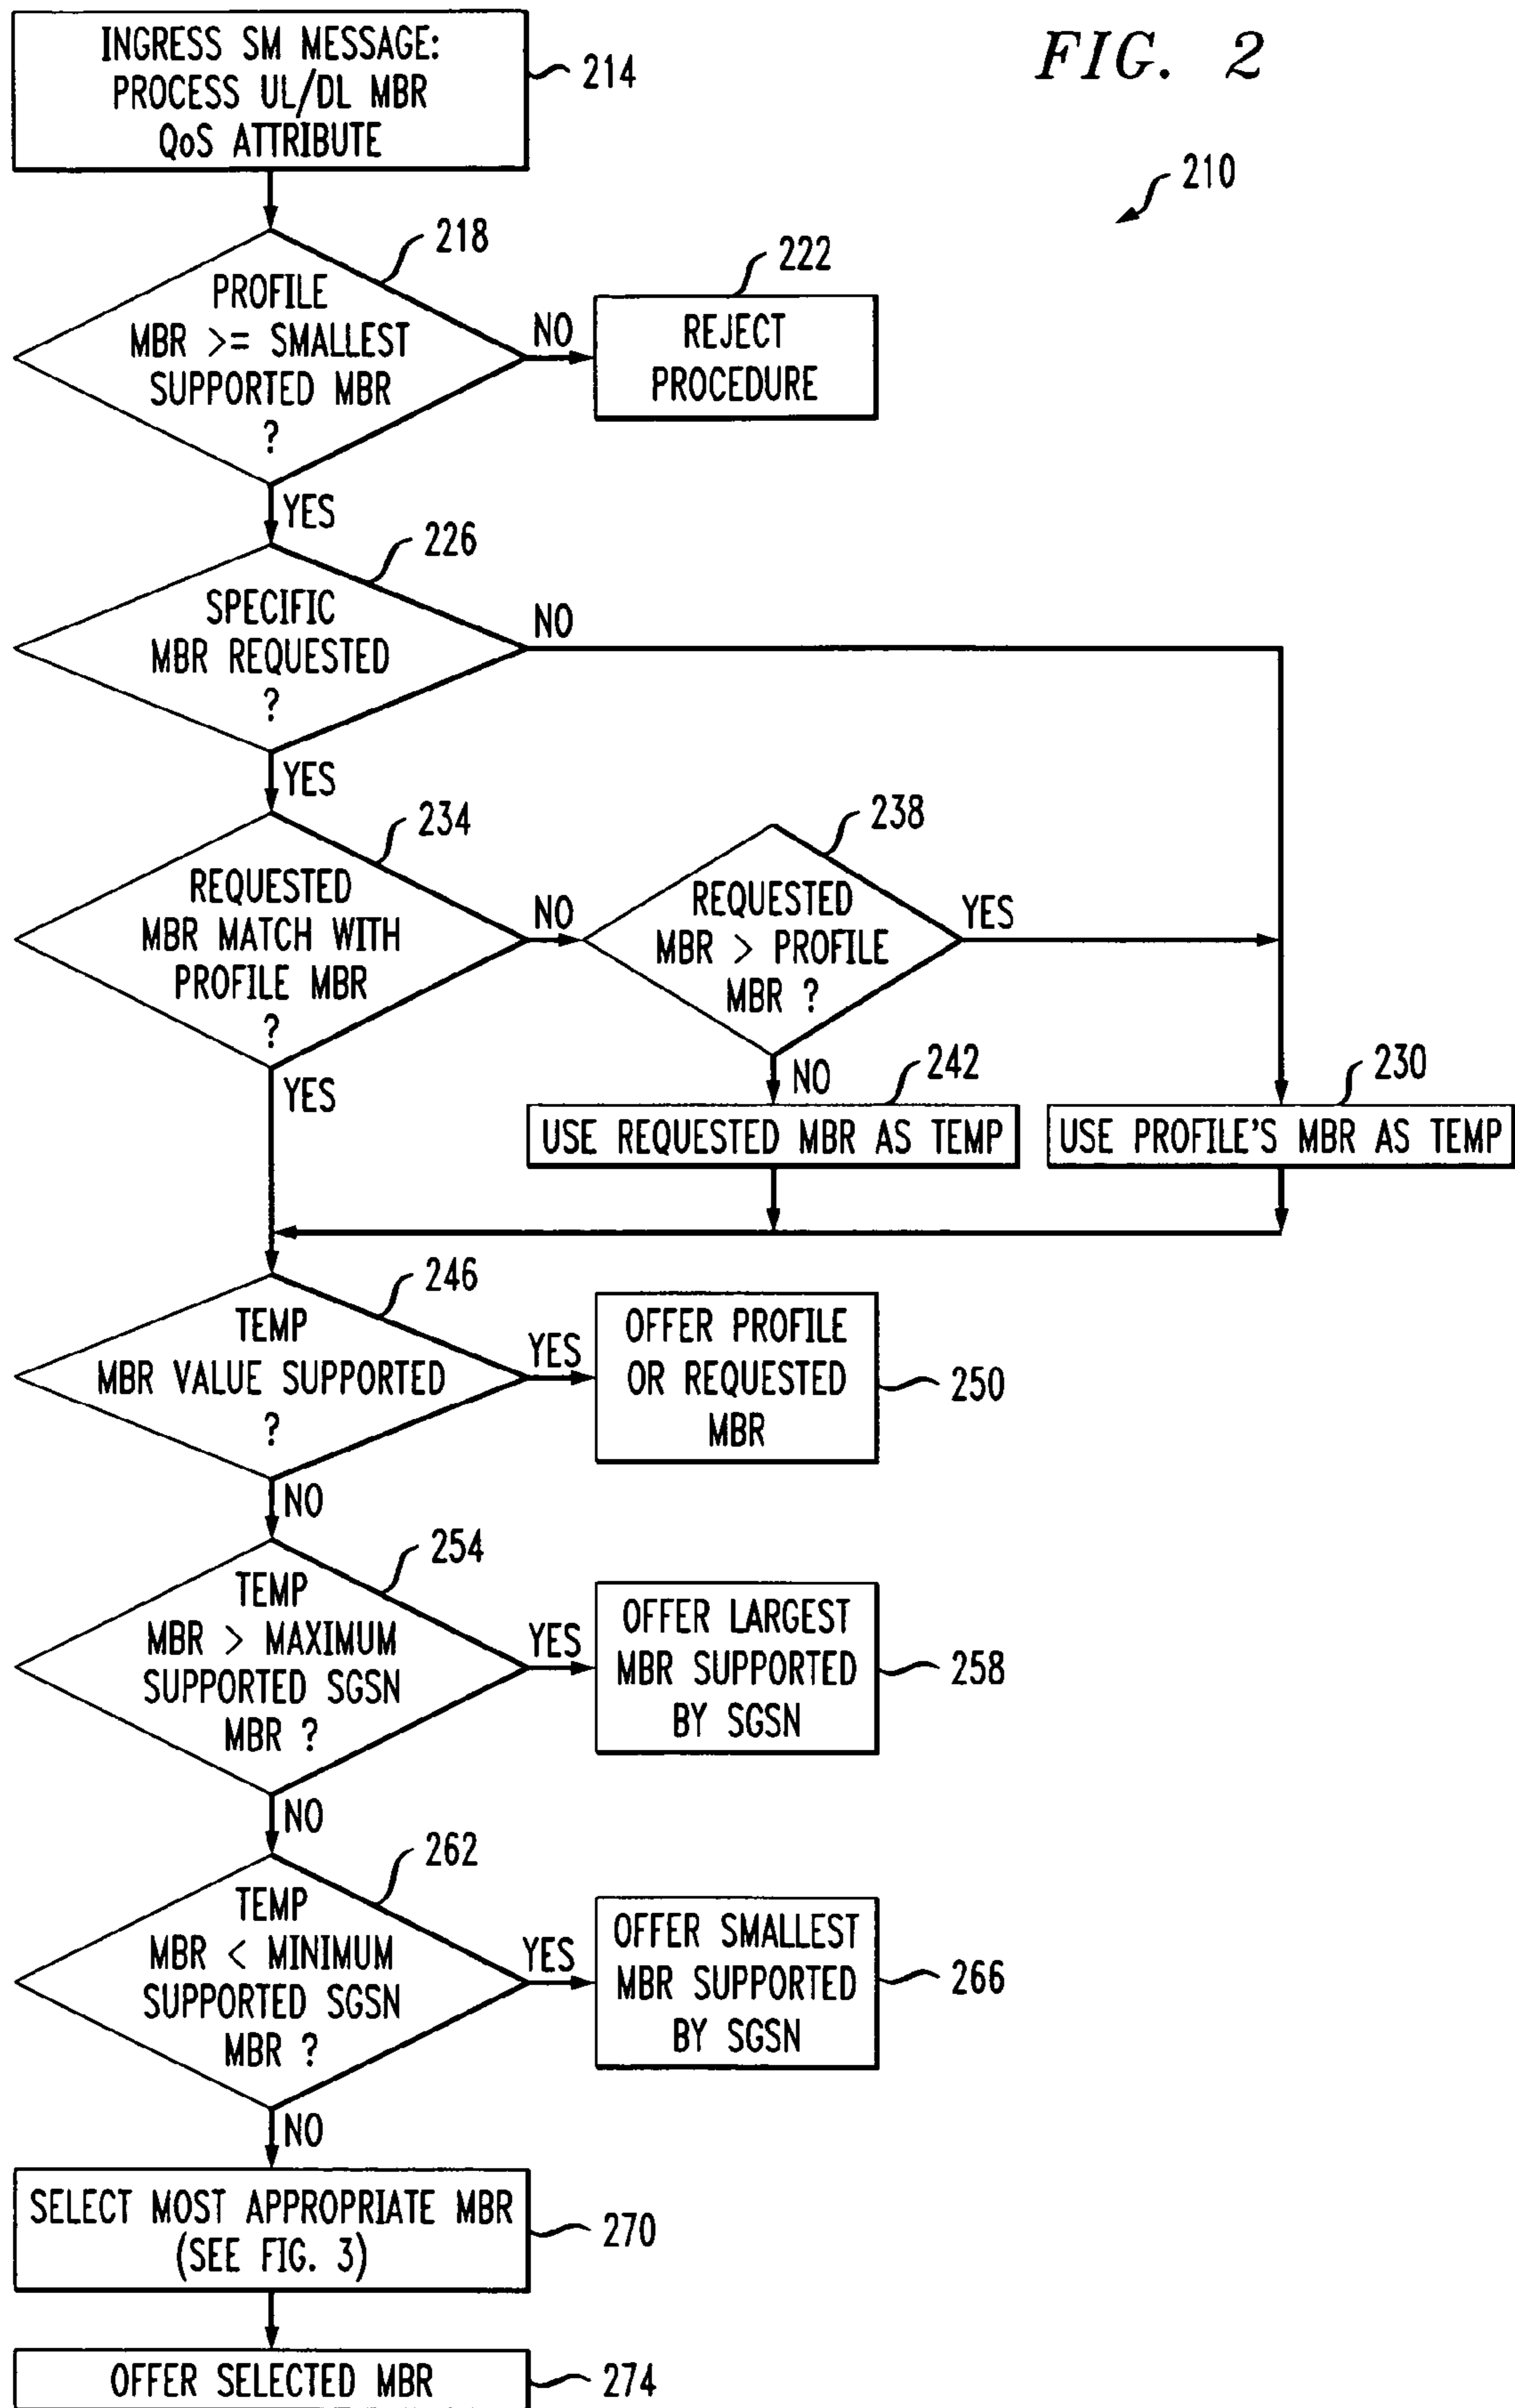 FIG. 2
210
INGRESS SM MESSAGE:
PROCESS UL/DL MBR
QoS ATTRIBUTE
214
218
PROFILE
MBR >= SMALLEST
SUPPORTED MBR
?
NO
222
REJECT
PROCEDURE
YES
226
SPECIFIC
MBR REQUESTED
?
NO
YES
234
REQUESTED
MBR MATCH WITH
PROFILE MBR
?
NO
238
REQUESTED
MBR > PROFILE
MBR ?
YES
YES
NO
242
USE REQUESTED MBR AS TEMP
230
USE PROFILE'S MBR AS TEMP
246
TEMP
MBR VALUE SUPPORTED
?
YES
OFFER PROFILE
OR REQUESTED
MBR
250
NO
254
TEMP
MBR > MAXIMUM
SUPPORTED SGSN
MBR ?
YES
OFFER LARGEST
MBR SUPPORTED
BY SGSN
258
NO
262
TEMP
MBR < MINIMUM
SUPPORTED SGSN
MBR ?
YES
OFFER SMALLEST
MBR SUPPORTED
BY SGSN
266
NO
SELECT MOST APPROPRIATE MBR
(SEE FIG. 3)
270
OFFER SELECTED MBR
274